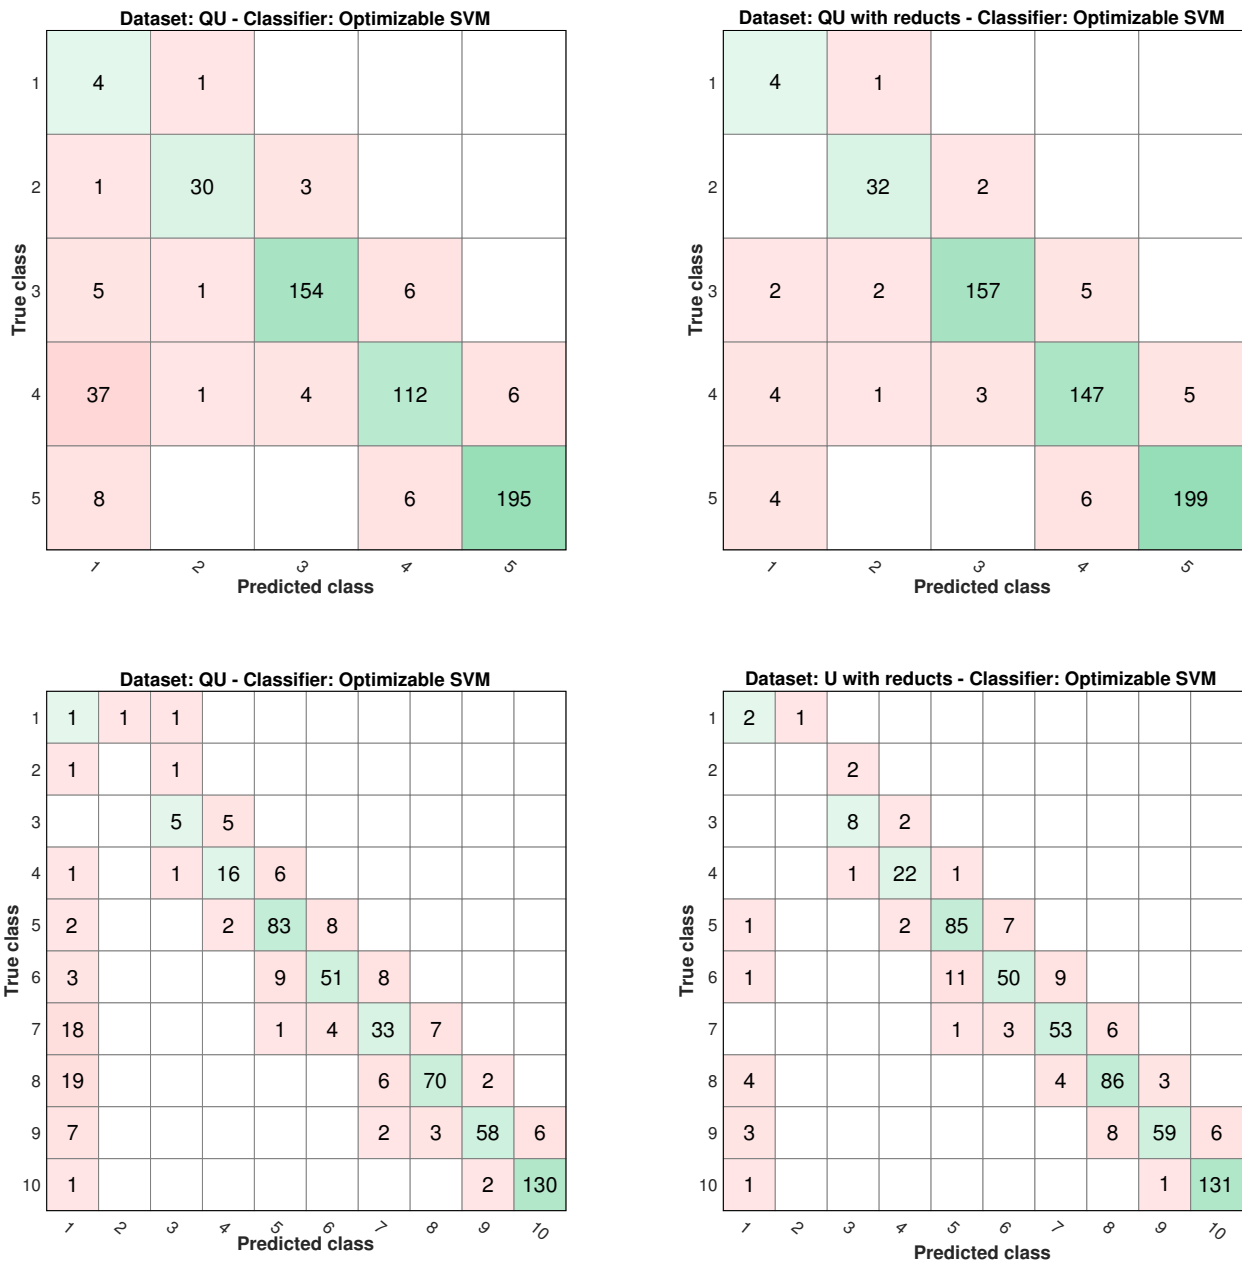 Dataset: QU - Classifier: Optimizable SVM
True class
1 4 1
2 1 30 3
3 5 1 154 6
4 37 1 4 112 6
5 8 6 195
1 2 3 4 5
Predicted class
Dataset: QU with reducts - Classifier: Optimizable SVM
True class
1 4 1
2 32 2
3 2 2 157 5
4 4 1 3 147 5
5 4 6 199
1 2 3 4 5
Predicted class
Dataset: QU - Classifier: Optimizable SVM
True class
1 1 1 1
2 1 1
3 5 5
4 1 1 16 6
5 2 2 83 8
6 3 9 51 8
7 18 1 4 33 7
8 19 6 70 2
9 7 2 3 58 6
10 1 2 130
1 2 3 4 5 6 7 8 9 10
Predicted class
Dataset: U with reducts - Classifier: Optimizable SVM
True class
1 2 1
2 2
3 8 2
4 1 22 1
5 1 2 85 7
6 1 11 50 9
7 1 3 53 6
8 4 4 86 3
9 3 8 59 6
10 1 1 131
1 2 3 4 5 6 7 8 9 10
Predicted class